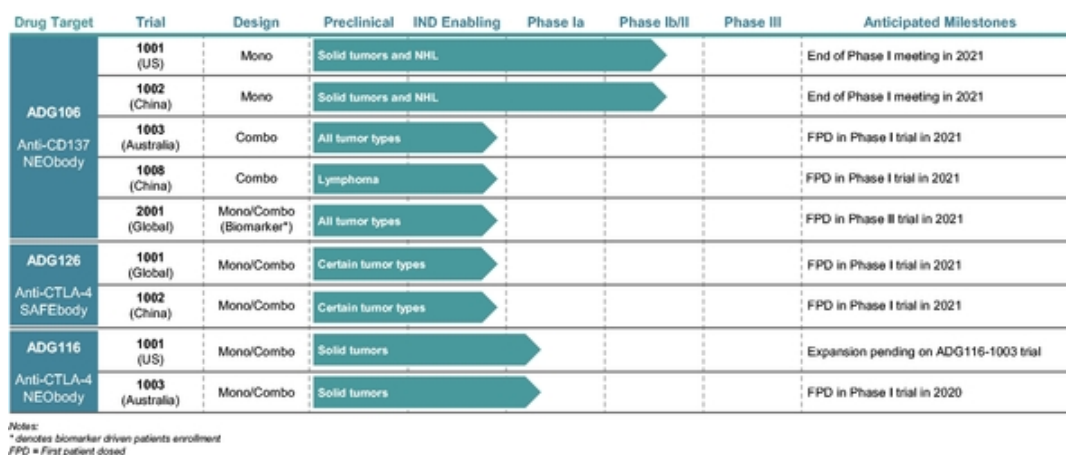 Drug Target Trial Design Preclinical IND Enabling Phase Ia Phase Ib/II Phase III Anticipated Milestones
ADG106
Anti-CD137
NEObody
1001
(US)
Mono
Solid tumors and NHL
End of Phase I meeting in 2021
1002
(China)
Mono
Solid tumors and NHL
End of Phase I meeting in 2021
1003
(Australia)
Combo
All tumor types
FPD in Phase I trial in 2021
1008
(China)
Combo
Lymphoma
FPD in Phase I trial in 2021
2001
(Global)
Mono/Combo
(Biomarker*)
All tumor types
FPD in Phase II trial in 2021
ADG126
Anti-CTLA-4
SAFEbody
1001
(Global)
Mono/Combo
Certain tumor types
FPD in Phase I trial in 2021
1002
(China)
Mono/Combo
Certain tumor types
FPD in Phase I trial in 2021
ADG116
Anti-CTLA-4
NEObody
1001
(US)
Mono/Combo
Solid tumors
Expansion pending on ADG116-1003 trial
1003
(Australia)
Mono/Combo
Solid tumors
FPD in Phase I trial in 2020
Notes:
* denotes biomarker driven patients enrollment
FPD = First patient dosed